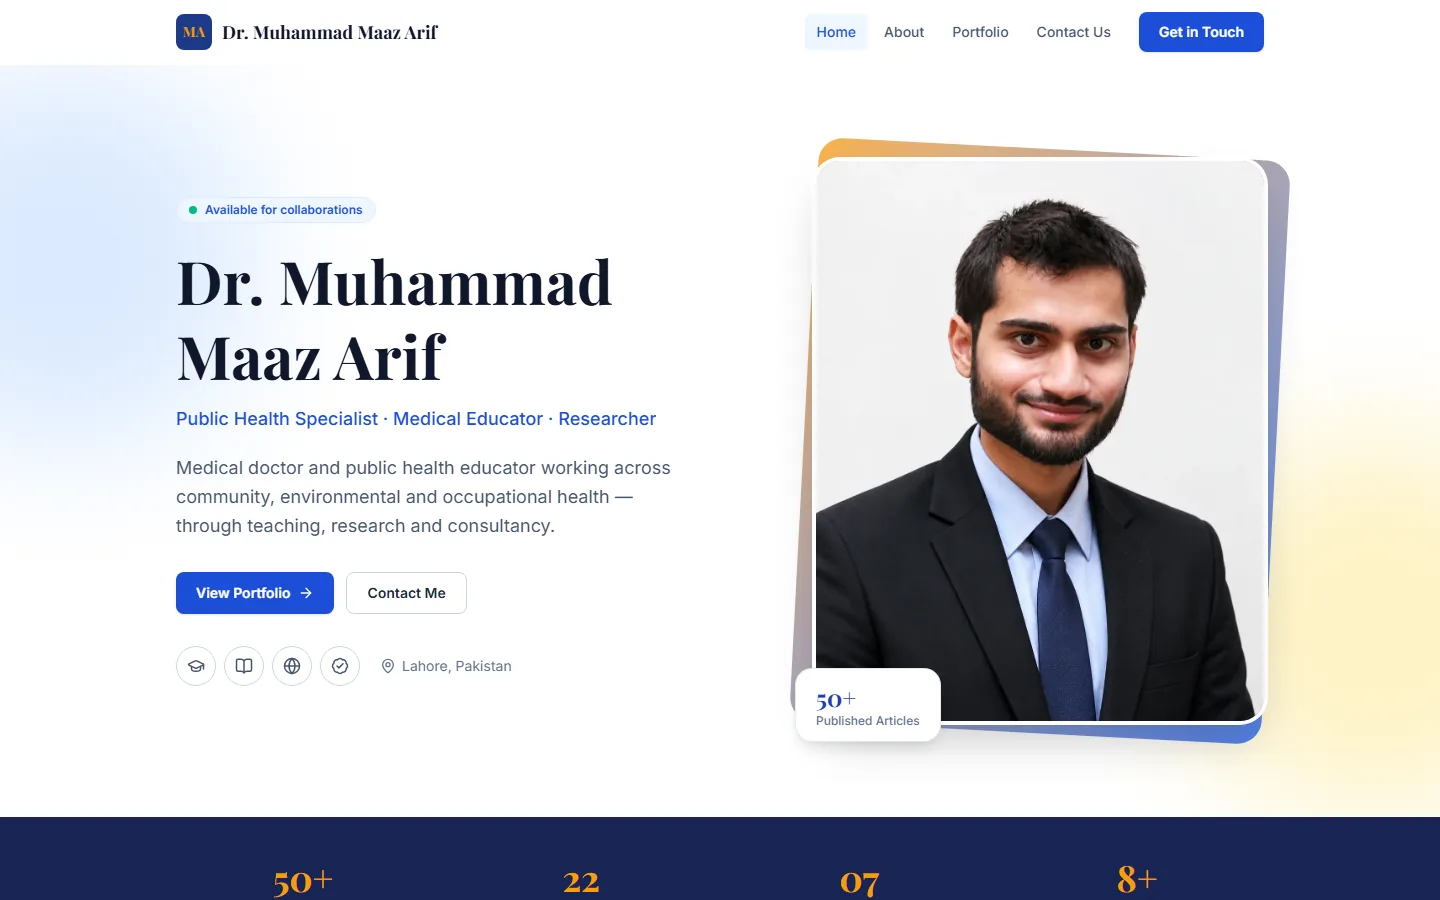 MA
Dr. Muhammad Maaz Arif
Home
About
Portfolio
Contact Us
Get in Touch
Available for collaborations
Dr. Muhammad
Maaz Arif
Public Health Specialist · Medical Educator · Researcher
Medical doctor and public health educator working across
community, environmental and occupational health —
through teaching, research and consultancy.
View Portfolio →
Contact Me
Lahore, Pakistan
50+
Published Articles
50+
22
07
8+